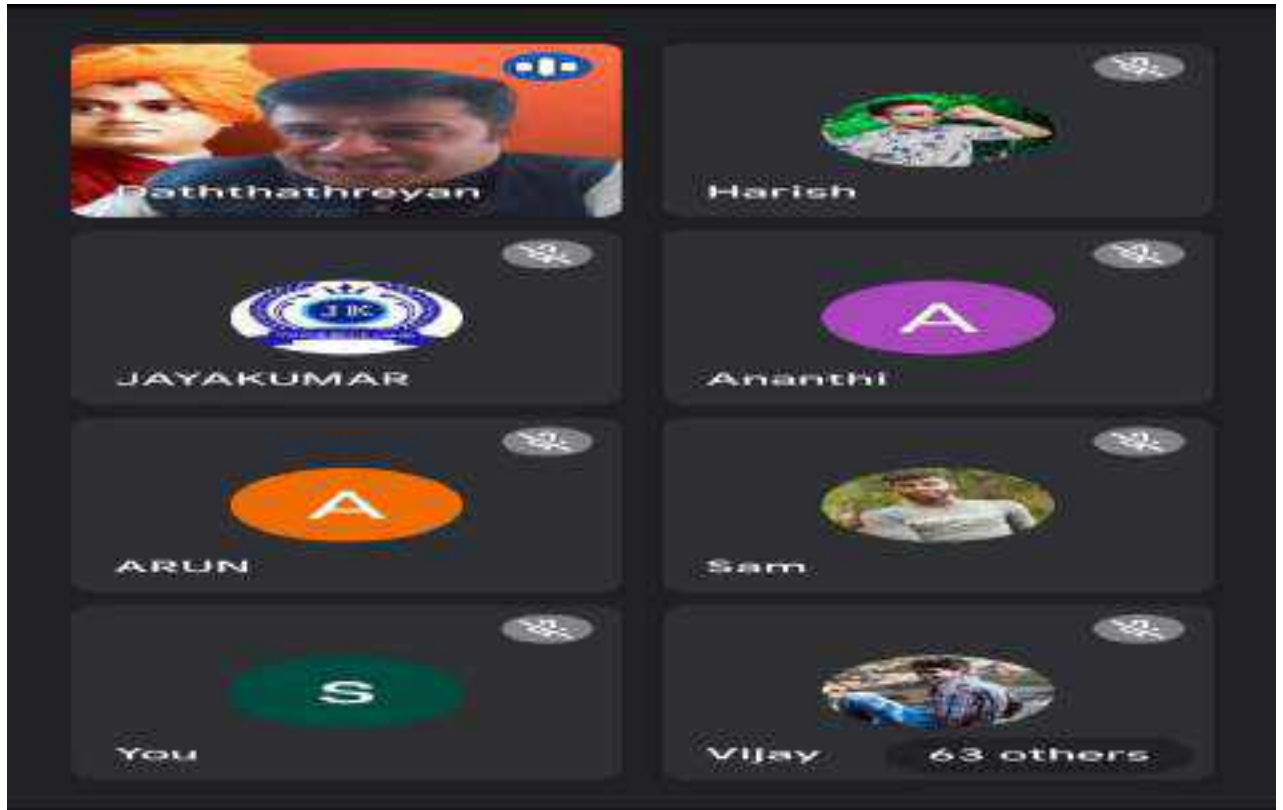 Daththathreyan
Harish
J K
JAYAKUMAR
A
Ananthi
A
ARUN
Sam
S
You
Vijay
63 others